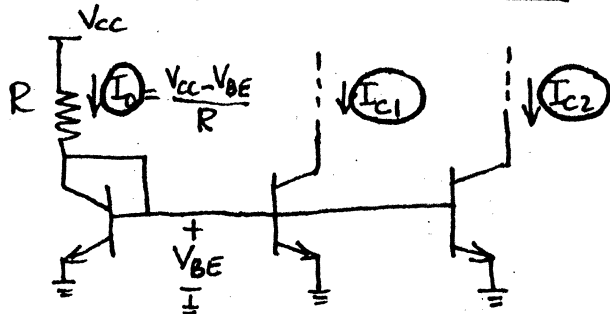 Vcc
R
I₀ = (Vcc − VBE) / R
Ic1
Ic2
+
VBE
−